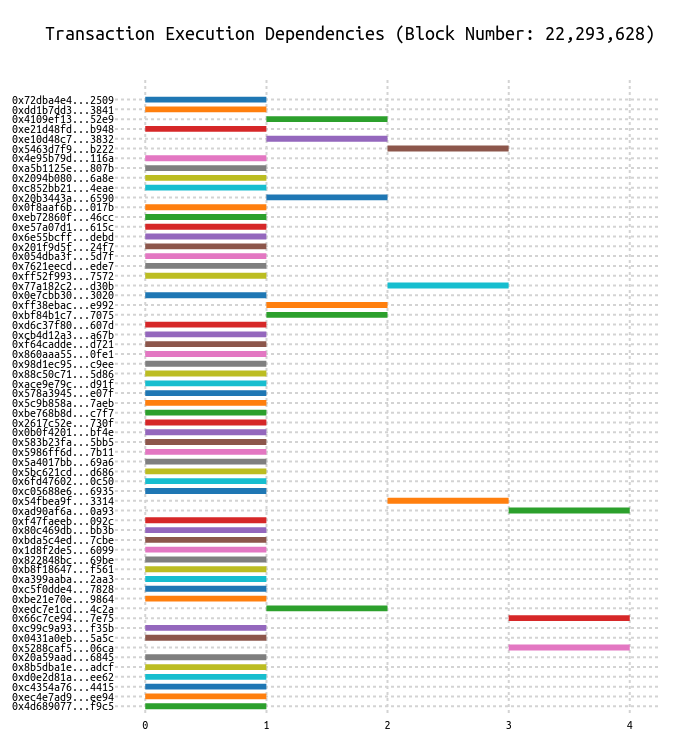 Transaction Execution Dependencies (Block Number: 22,293,628)
0x72dba4e4...2509
0xdd1b7dd3...3841
0x4109ef13...52e9
0xe21d48fd...b948
0xe10d48c7...3832
0x5463d7f9...b222
0x4e95b79d...116a
0xa5b1125e...807b
0x2094b080...6a8e
0xc852bb21...4eae
0x20b3443a...6590
0x0f8aaf6b...017b
0xeb72860f...46cc
0xe57a07d1...615c
0x6e55bcff...debd
0x201f9d5f...24f7
0x054dba3f...5d7f
0x7621eecd...ede7
0xff52f993...7572
0x77a182c2...d30b
0x0e7cbb30...3020
0xff38ebac...e992
0xbf84b1c7...7075
0xd6c37f80...607d
0xcb4d12a3...a67b
0xf64cadde...d721
0x860aaa55...0fe1
0x98d1ec95...c9ee
0x88c50c71...5d86
0xace9e79c...d91f
0x578a3945...e07f
0x5c9b858a...7aeb
0xbe768b8d...c7f7
0x2617c52e...730f
0x0b0f4201...bf4e
0x583b23fa...5bb5
0x5986ff6d...7b11
0x5a4017bb...69a6
0x5bc621cd...d686
0x6fd47602...0c50
0xc05688e6...6935
0x54fbea9f...3314
0xad90af6a...0a93
0xf47faeeb...092c
0x80c469db...bb3b
0xbda5c4ed...7cbe
0x1d8f2de5...6099
0x822848bc...69be
0xb8f18647...f561
0xa399aaba...2aa3
0xc5f0dde4...7828
0xbe21e70e...9864
0xedc7e1cd...4c2a
0x66c7ce94...7e75
0xc99c9a93...f35b
0x0431a0eb...5a5c
0x5288caf5...06ca
0x20a59aad...6845
0x8b5dba1e...adcf
0xd0e2d81a...ee62
0xc4354a76...4415
0xec4e7ad9...ee94
0x4d689077...f9c5
0 1 2 3 4